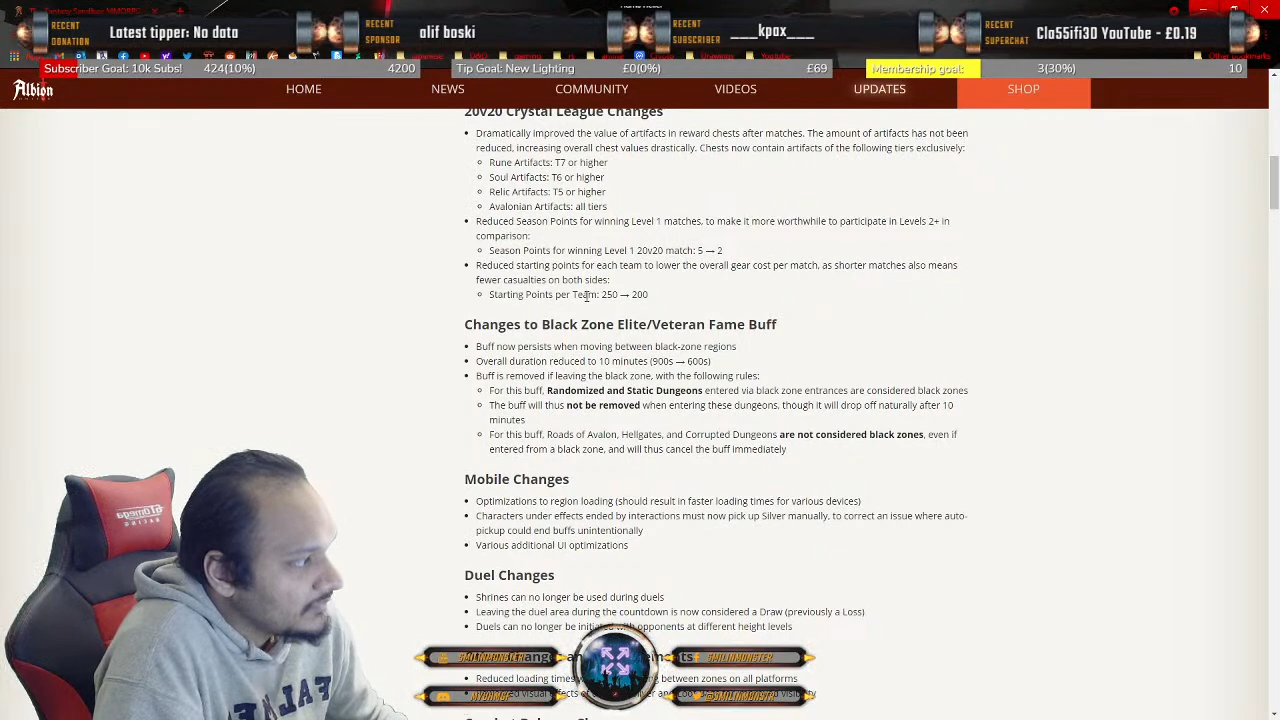 RECENT DONATION
Latest tipper: No data
RECENT SPONSOR
alif boski
RECENT SUBSCRIBER
___kpax___
RECENT SUPERCHAT
Cla55ifi3D YouTube - £0.19
Subscriber Goal: 10k Subs! 424(10%) 4200
Tip Goal: New Lighting £0(0%) £69
Membership goal: 3(30%) 10
Albion
HOME NEWS COMMUNITY VIDEOS UPDATES SHOP
20v20 Crystal League Changes
Dramatically improved the value of artifacts in reward chests after matches. The amount of artifacts has not been
reduced, increasing overall chest values drastically. Chests now contain artifacts of the following tiers exclusively:
Rune Artifacts: T7 or higher
Soul Artifacts: T6 or higher
Relic Artifacts: T5 or higher
Avalonian Artifacts: all tiers
Reduced Season Points for winning Level 1 matches, to make it more worthwhile to participate in Levels 2+ in
comparison:
Season Points for winning Level 1 20v20 match: 5 → 2
Reduced starting points for each team to lower the overall gear cost per match, as shorter matches also means
fewer casualties on both sides:
Starting Points per Team: 250 → 200
Changes to Black Zone Elite/Veteran Fame Buff
Buff now persists when moving between black-zone regions
Overall duration reduced to 10 minutes (900s → 600s)
Buff is removed if leaving the black zone, with the following rules:
For this buff, Randomized and Static Dungeons entered via black zone entrances are considered black zones
The buff will thus not be removed when entering these dungeons, though it will drop off naturally after 10
minutes
For this buff, Roads of Avalon, Hellgates, and Corrupted Dungeons are not considered black zones, even if
entered from a black zone, and will thus cancel the buff immediately
Mobile Changes
Optimizations to region loading (should result in faster loading times for various devices)
Characters under effects ended by interactions must now pick up Silver manually, to correct an issue where auto-
pickup could end buffs unintentionally
Various additional UI optimizations
Duel Changes
Shrines can no longer be used during duels
Leaving the duel area during the countdown is now considered a Draw (previously a Loss)
Duels can no longer be initiated with opponents at different height levels
SMILINMONSTER
SMILINMONSTER
Reduced loading times between zones on all platforms
@SMILINMONSTER